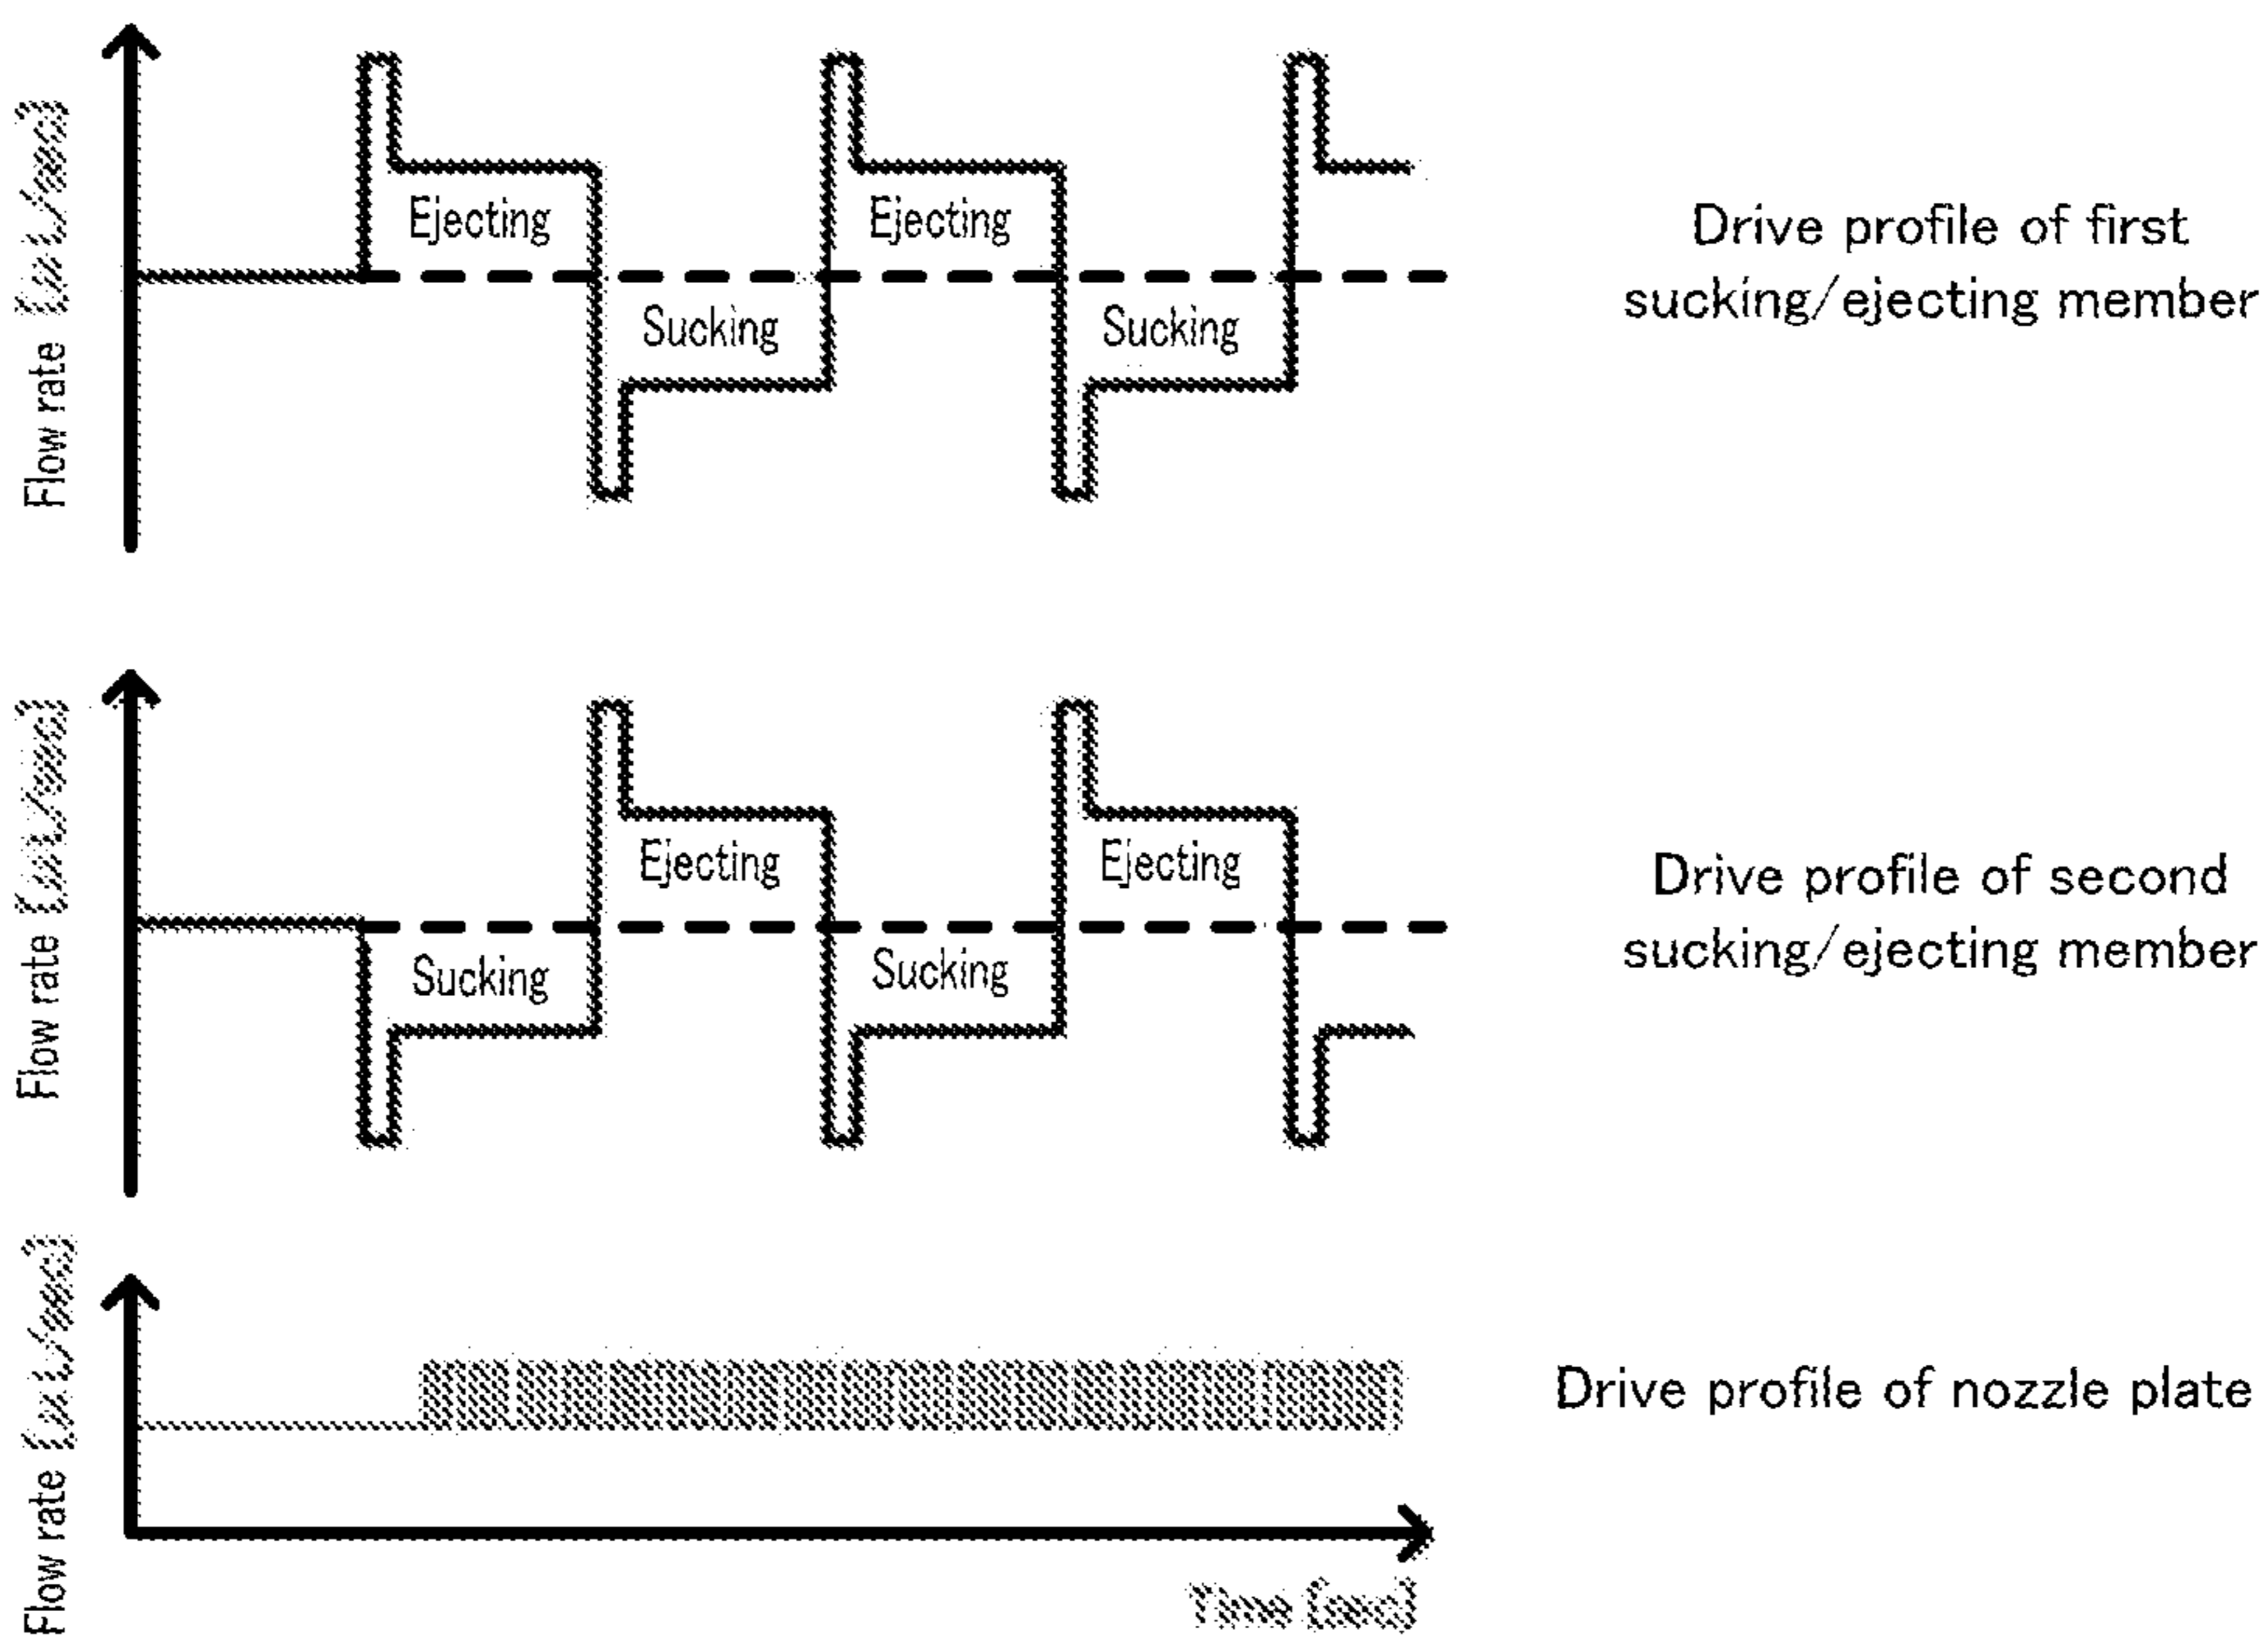 Flow rate
Ejecting
Ejecting
Sucking
Sucking
Drive profile of first
sucking/ejecting member
Flow rate
Ejecting
Ejecting
Sucking
Sucking
Drive profile of second
sucking/ejecting member
Flow rate
Drive profile of nozzle plate
Time